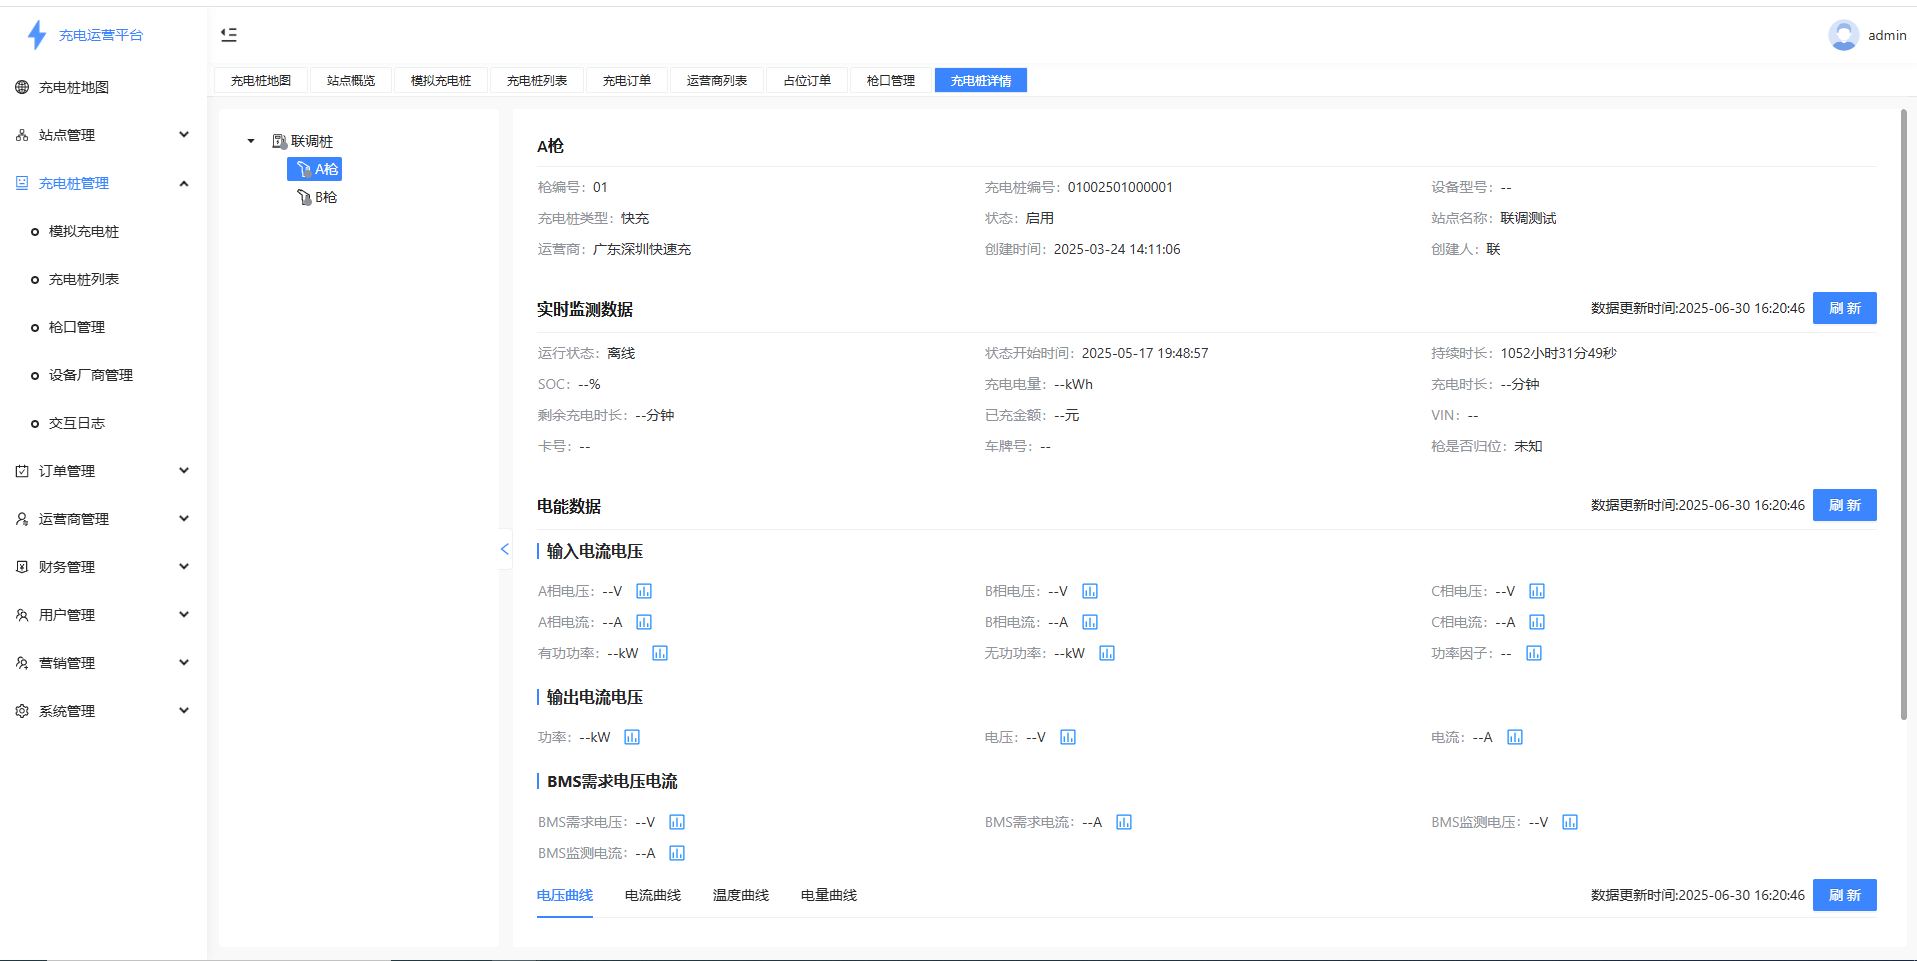 充电运营平台
admin
充电桩地图
站点管理
充电桩管理
模拟充电桩
充电桩列表
枪口管理
设备厂商管理
交互日志
订单管理
运营商管理
财务管理
用户管理
营销管理
系统管理
充电桩地图 站点概览 模拟充电桩 充电桩列表 充电订单 运营商列表 占位订单 枪口管理 充电桩详情
联调桩
A枪
B枪
A枪
枪编号：01 充电桩编号：01002501000001 设备型号：--
充电桩类型：快充 状态：启用 站点名称：联调测试
运营商：广东深圳快速充 创建时间：2025-03-24 14:11:06 创建人：联
实时监测数据 数据更新时间:2025-06-30 16:20:46 刷 新
运行状态：离线 状态开始时间：2025-05-17 19:48:57 持续时长：1052小时31分49秒
SOC：--% 充电电量：--kWh 充电时长：--分钟
剩余充电时长：--分钟 已充金额：--元 VIN：--
卡号：-- 车牌号：-- 枪是否归位：未知
电能数据 数据更新时间:2025-06-30 16:20:46 刷 新
输入电流电压
A相电压：--V B相电压：--V C相电压：--V
A相电流：--A B相电流：--A C相电流：--A
有功功率：--kW 无功功率：--kW 功率因子：--
输出电流电压
功率：--kW 电压：--V 电流：--A
BMS需求电压电流
BMS需求电压：--V BMS需求电流：--A BMS监测电压：--V
BMS监测电流：--A
电压曲线 电流曲线 温度曲线 电量曲线 数据更新时间:2025-06-30 16:20:46 刷 新